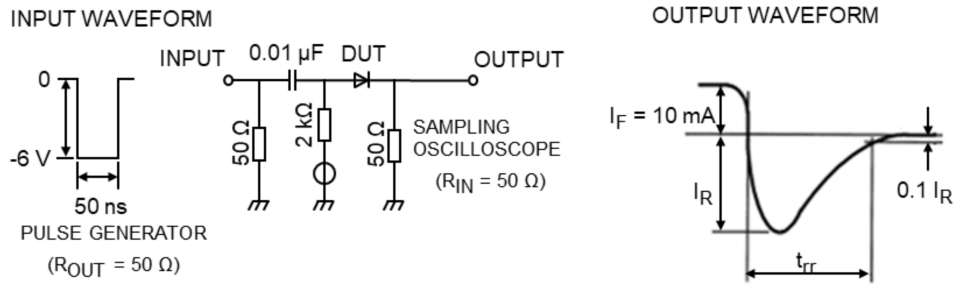 INPUT WAVEFORM
0
-6 V
50 ns
PULSE GENERATOR
(ROUT = 50 Ω)
INPUT
0.01 µF
DUT
OUTPUT
50 Ω
2 kΩ
50 Ω
SAMPLING
OSCILLOSCOPE
(RIN = 50 Ω)
OUTPUT WAVEFORM
IF = 10 mA
IR
0.1 IR
trr